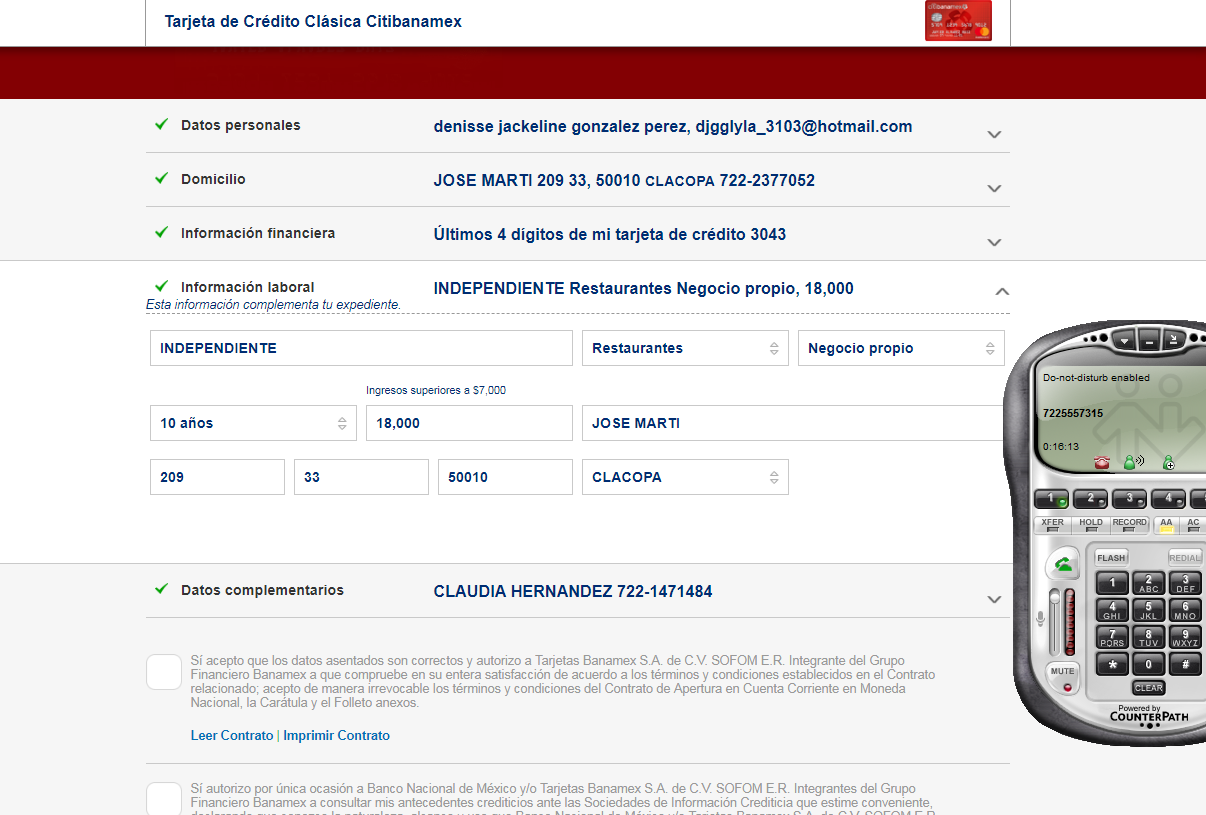 Tarjeta de Crédito Clásica Citibanamex
citibanamex
Datos personales denisse jackeline gonzalez perez, djgglyla_3103@hotmail.com
Domicilio JOSE MARTI 209 33, 50010 CLACOPA 722-2377052
Información financiera Últimos 4 dígitos de mi tarjeta de crédito 3043
Información laboral INDEPENDIENTE Restaurantes Negocio propio, 18,000
Esta información complementa tu expediente.
INDEPENDIENTE Restaurantes Negocio propio
Ingresos superiores a $7,000
10 años 18,000 JOSE MARTI
209 33 50010 CLACOPA
Datos complementarios CLAUDIA HERNANDEZ 722-1471484
Sí acepto que los datos asentados son correctos y autorizo a Tarjetas Banamex S.A. de C.V. SOFOM E.R. Integrante del Grupo
Financiero Banamex a que compruebe en su entera satisfacción de acuerdo a los términos y condiciones establecidos en el Contrato
relacionado; acepto de manera irrevocable los términos y condiciones del Contrato de Apertura en Cuenta Corriente en Moneda
Nacional, la Carátula y el Folleto anexos.
Leer Contrato | Imprimir Contrato
Sí autorizo por única ocasión a Banco Nacional de México y/o Tarjetas Banamex S.A. de C.V. SOFOM E.R. Integrantes del Grupo
Financiero Banamex a consultar mis antecedentes crediticios ante las Sociedades de Información Crediticia que estime conveniente,
Do-not-disturb enabled
7225557315
0:16:13
1 2 3 4
XFER HOLD RECORD AA AC
FLASH REDIAL
1 2 ABC 3 DEF
4 GHI 5 JKL 6 MNO
7 PQRS 8 TUV 9 WXYZ
* 0 #
MUTE
CLEAR
Powered by
COUNTERPATH